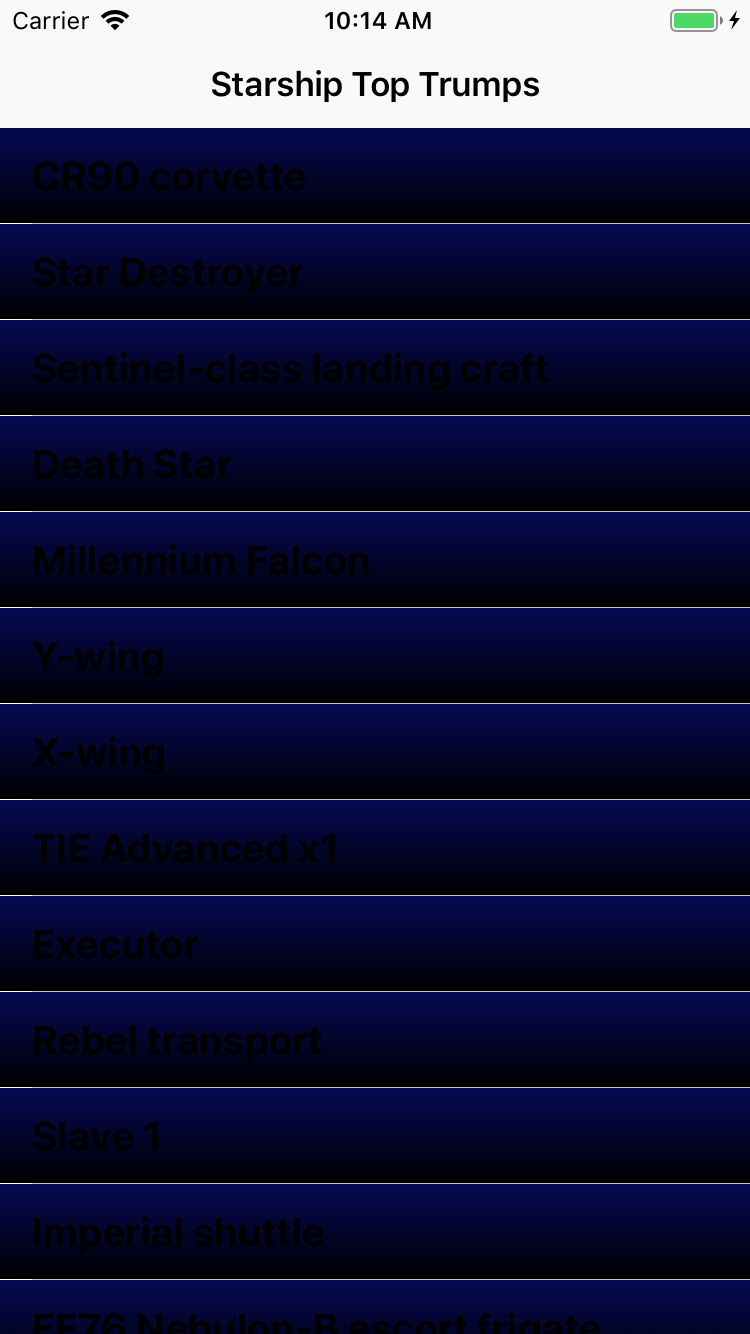 Carrier 10:14 AM
Starship Top Trumps
CR90 corvette
Star Destroyer
Sentinel-class landing craft
Death Star
Millennium Falcon
Y-wing
X-wing
TIE Advanced x1
Executor
Rebel transport
Slave 1
Imperial shuttle
EF76 Nebulon-B escort frigate